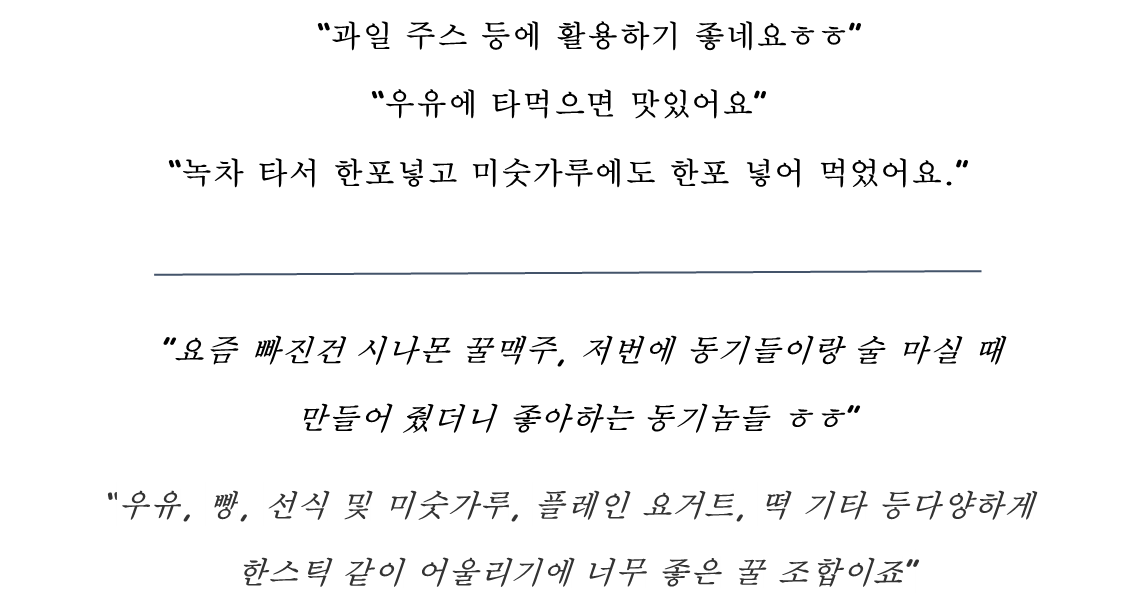 “과일 주스 등에 활용하기 좋네요ㅎㅎ”
“우유에 타먹으면 맛있어요”
“녹차 타서 한포넣고 미숫가루에도 한포 넣어 먹었어요.”
”요즘 빠진건 시나몬 꿀맥주, 저번에 동기들이랑 술 마실 때
만들어 줬더니 좋아하는 동기놈들 ㅎㅎ”
“우유, 빵, 선식 및 미숫가루, 플레인 요거트, 떡 기타 등다양하게
한스틱 같이 어울리기에 너무 좋은 꿀 조합이죠”